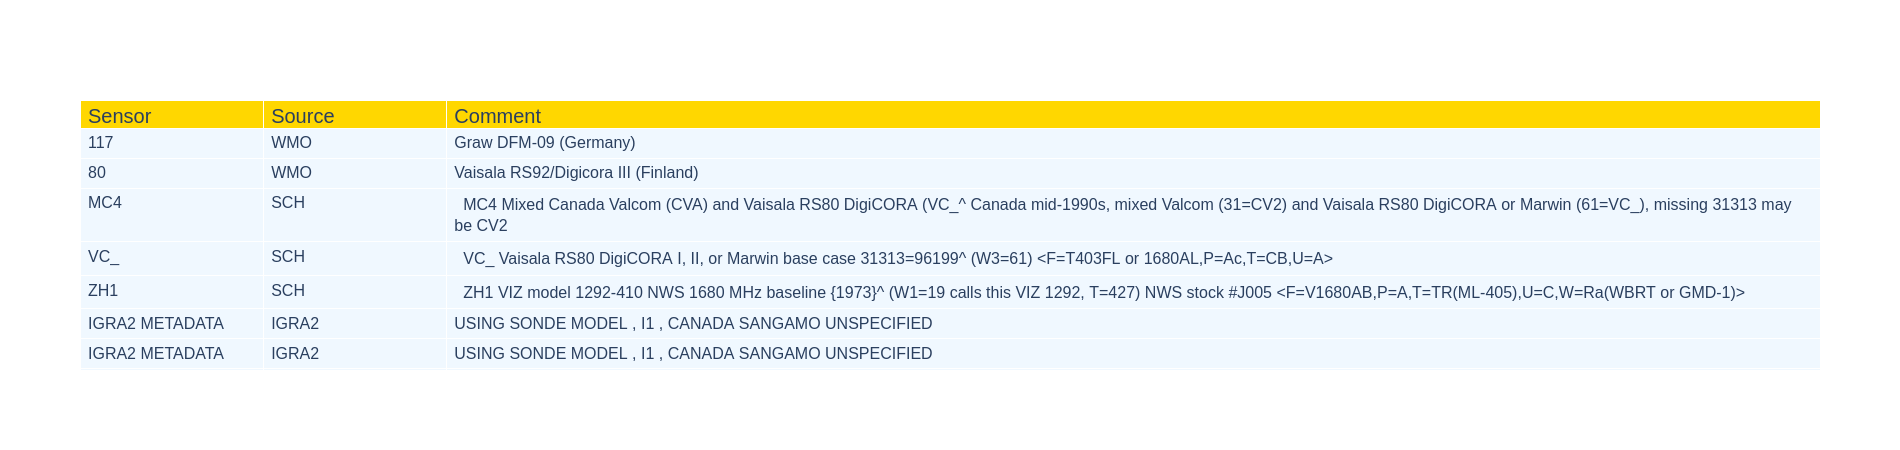 Sensor Source Comment
117 WMO Graw DFM-09 (Germany)
80 WMO Vaisala RS92/Digicora III (Finland)
MC4 SCH MC4 Mixed Canada Valcom (CVA) and Vaisala RS80 DigiCORA (VC_^ Canada mid-1990s, mixed Valcom (31=CV2) and Vaisala RS80 DigiCORA or Marwin (61=VC_), missing 31313 may
be CV2
VC_ SCH VC_ Vaisala RS80 DigiCORA I, II, or Marwin base case 31313=96199^ (W3=61) <F=T403FL or 1680AL,P=Ac,T=CB,U=A>
ZH1 SCH ZH1 VIZ model 1292-410 NWS 1680 MHz baseline {1973}^ (W1=19 calls this VIZ 1292, T=427) NWS stock #J005 <F=V1680AB,P=A,T=TR(ML-405),U=C,W=Ra(WBRT or GMD-1)>
IGRA2 METADATA IGRA2 USING SONDE MODEL , I1 , CANADA SANGAMO UNSPECIFIED
IGRA2 METADATA IGRA2 USING SONDE MODEL , I1 , CANADA SANGAMO UNSPECIFIED